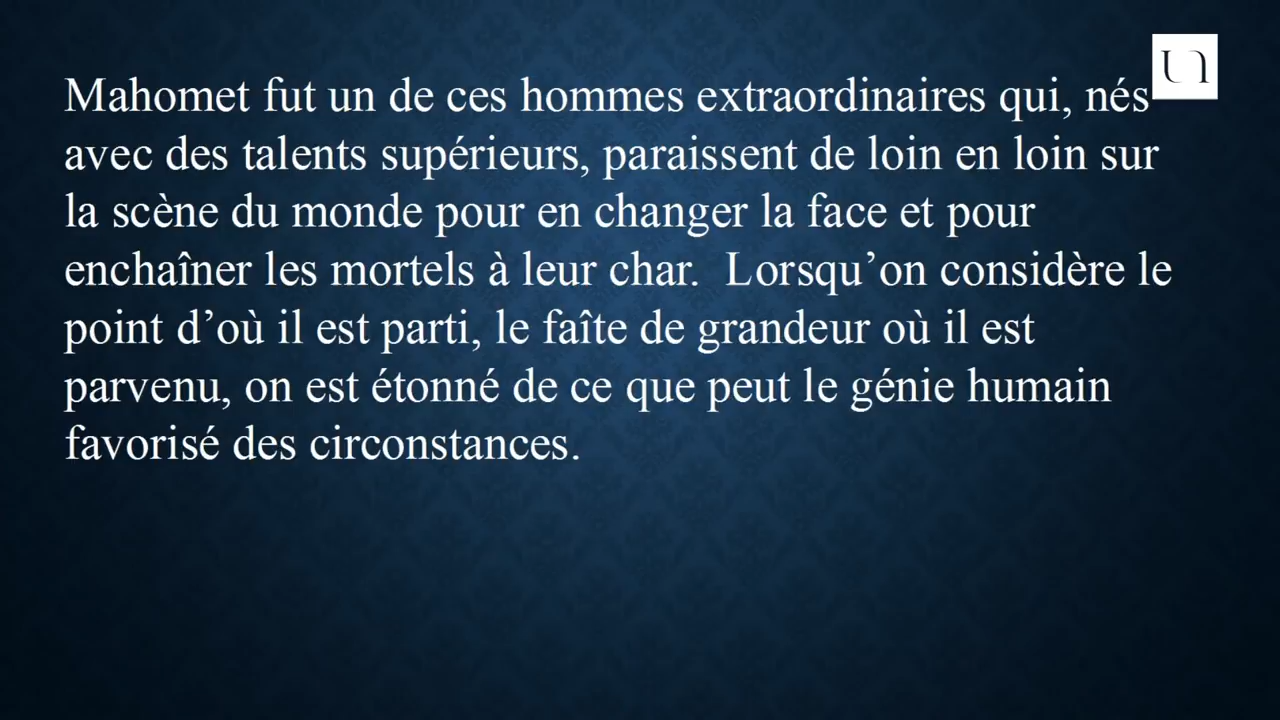 Mahomet fut un de ces hommes extraordinaires qui, nés
avec des talents supérieurs, paraissent de loin en loin sur
la scène du monde pour en changer la face et pour
enchaîner les mortels à leur char.  Lorsqu’on considère le
point d’où il est parti, le faîte de grandeur où il est
parvenu, on est étonné de ce que peut le génie humain
favorisé des circonstances.